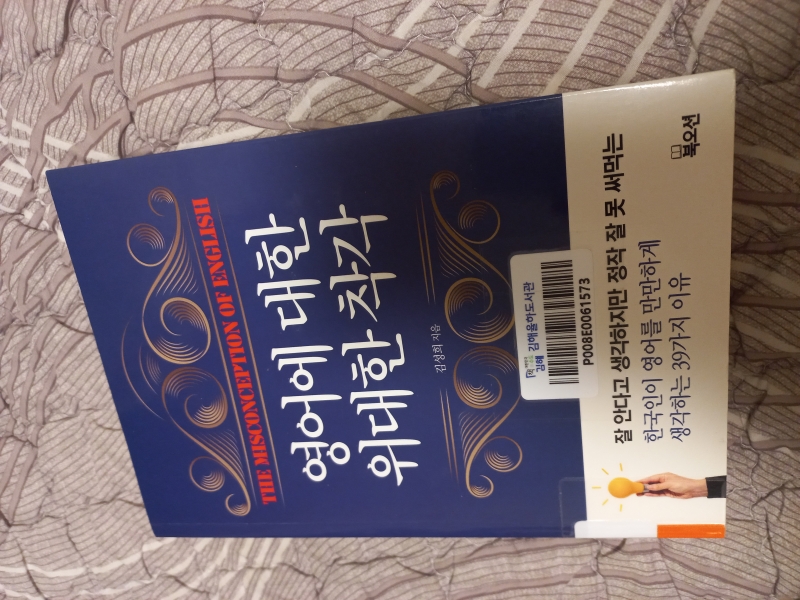 THE MISCONCEPTION OF ENGLISH
영어에 대한
위대한 착각
김성희 지음
김해
김해율하도서관
P008E0061573
잘 안다고 생각하지만 정작 잘 못 써먹는
한국인이 영어를 만만하게
생각하는 39가지 이유
북오션